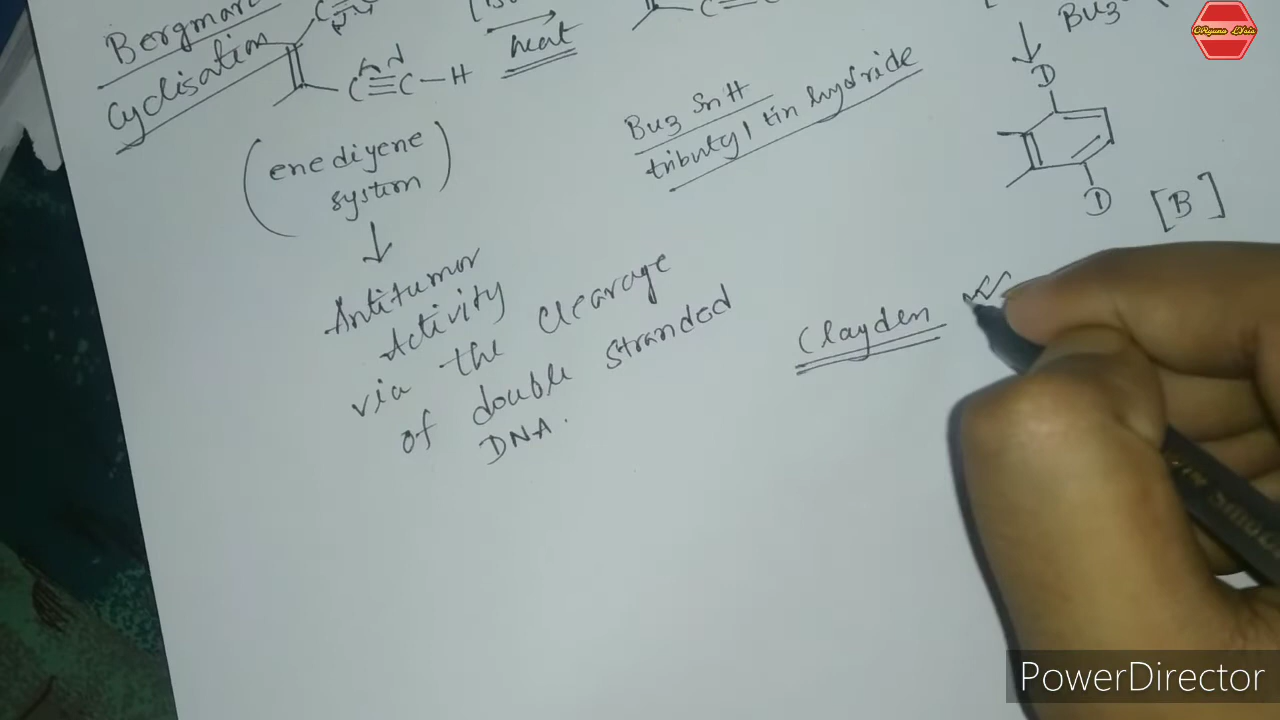 Bergman
cyclisation
heat
C≡C–H
(enediyene
system)
↓
Antitumor
Activity
via the clearage
of double stranded
DNA.
Bu3 SnH
tributyl tin hydride
Bu3
D
D
[B]
Clayden
PowerDirector